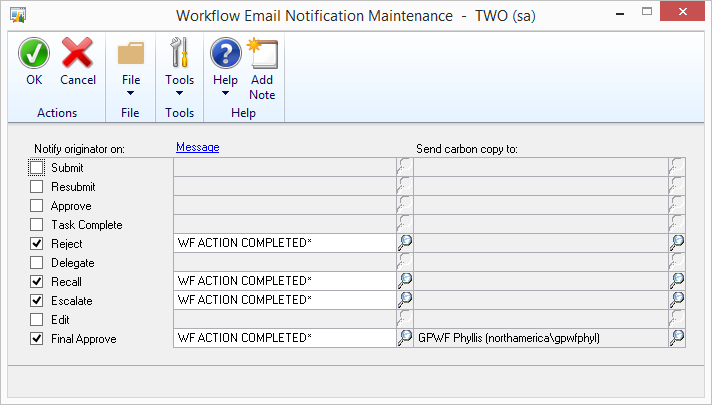 Workflow Email Notification Maintenance - TWO (sa)
OK Cancel File Tools Help Add Note
Actions File Tools Help
Notify originator on: Message Send carbon copy to:
Submit
Resubmit
Approve
Task Complete
Reject WF ACTION COMPLETED*
Delegate
Recall WF ACTION COMPLETED*
Escalate WF ACTION COMPLETED*
Edit
Final Approve WF ACTION COMPLETED* GPWF Phyllis (northamerica\gpwfphyl)